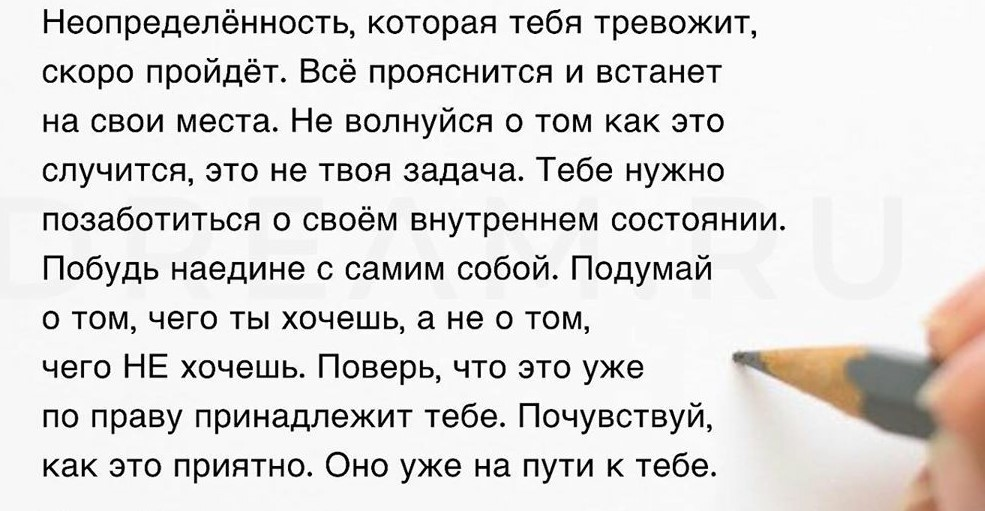 Неопределённость, которая тебя тревожит,
скоро пройдёт. Всё прояснится и встанет
на свои места. Не волнуйся о том как это
случится, это не твоя задача. Тебе нужно
позаботиться о своём внутреннем состоянии.
Побудь наедине с самим собой. Подумай
о том, чего ты хочешь, а не о том,
чего НЕ хочешь. Поверь, что это уже
по праву принадлежит тебе. Почувствуй,
как это приятно. Оно уже на пути к тебе.
DREAM.RU